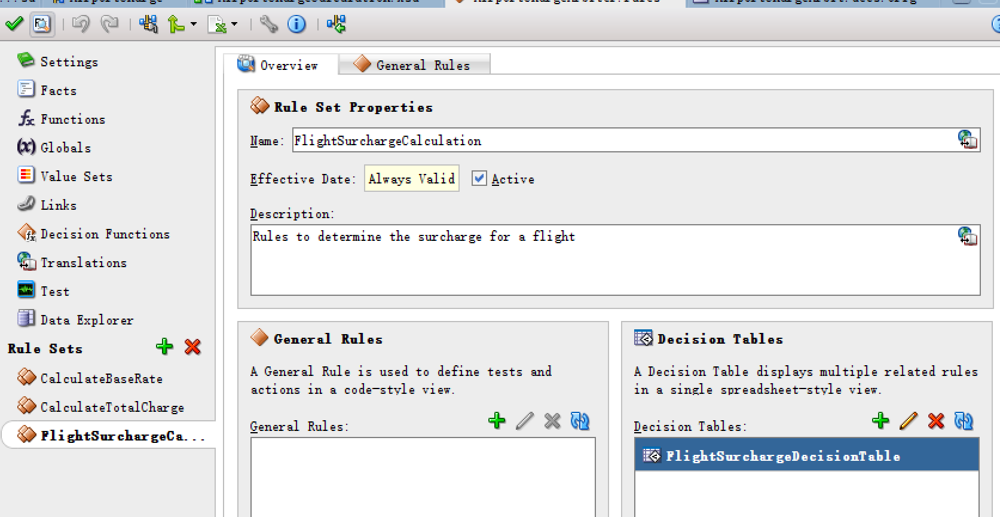 Settings
Facts
Functions
Globals
Value Sets
Links
Decision Functions
Translations
Test
Data Explorer
Rule Sets
CalculateBaseRate
CalculateTotalCharge
FlightSurchargeCa...
Overview
General Rules
Rule Set Properties
Name: FlightSurchargeCalculation
Effective Date: Always Valid Active
Description:
Rules to determine the surcharge for a flight
General Rules
A General Rule is used to define tests and
actions in a code-style view.
General Rules:
Decision Tables
A Decision Table displays multiple related rules
in a single spreadsheet-style view.
Decision Tables:
FlightSurchargeDecisionTable